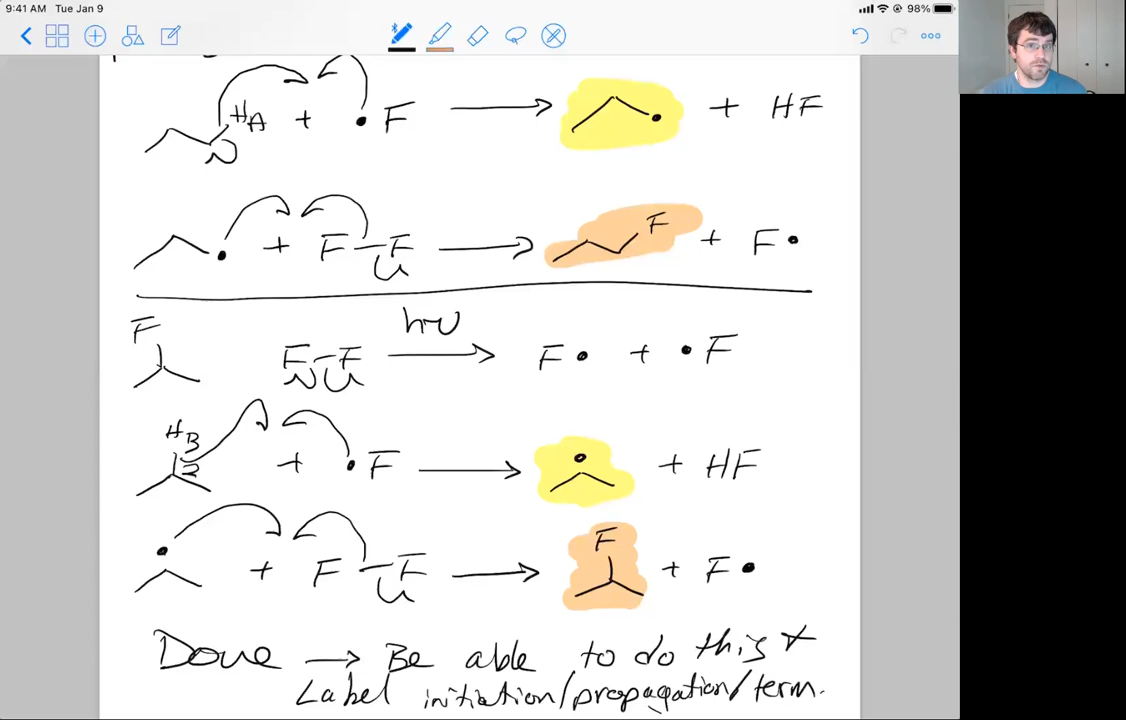 9:41 AM Tue Jan 9
98%
HA + • F → + HF
• + F–F → F + F •
F
F–F hν → F • + • F
HB + • F → • + HF
• + F–F → F + F •
Done → Be able to do this &
Label initiation/propagation/term.